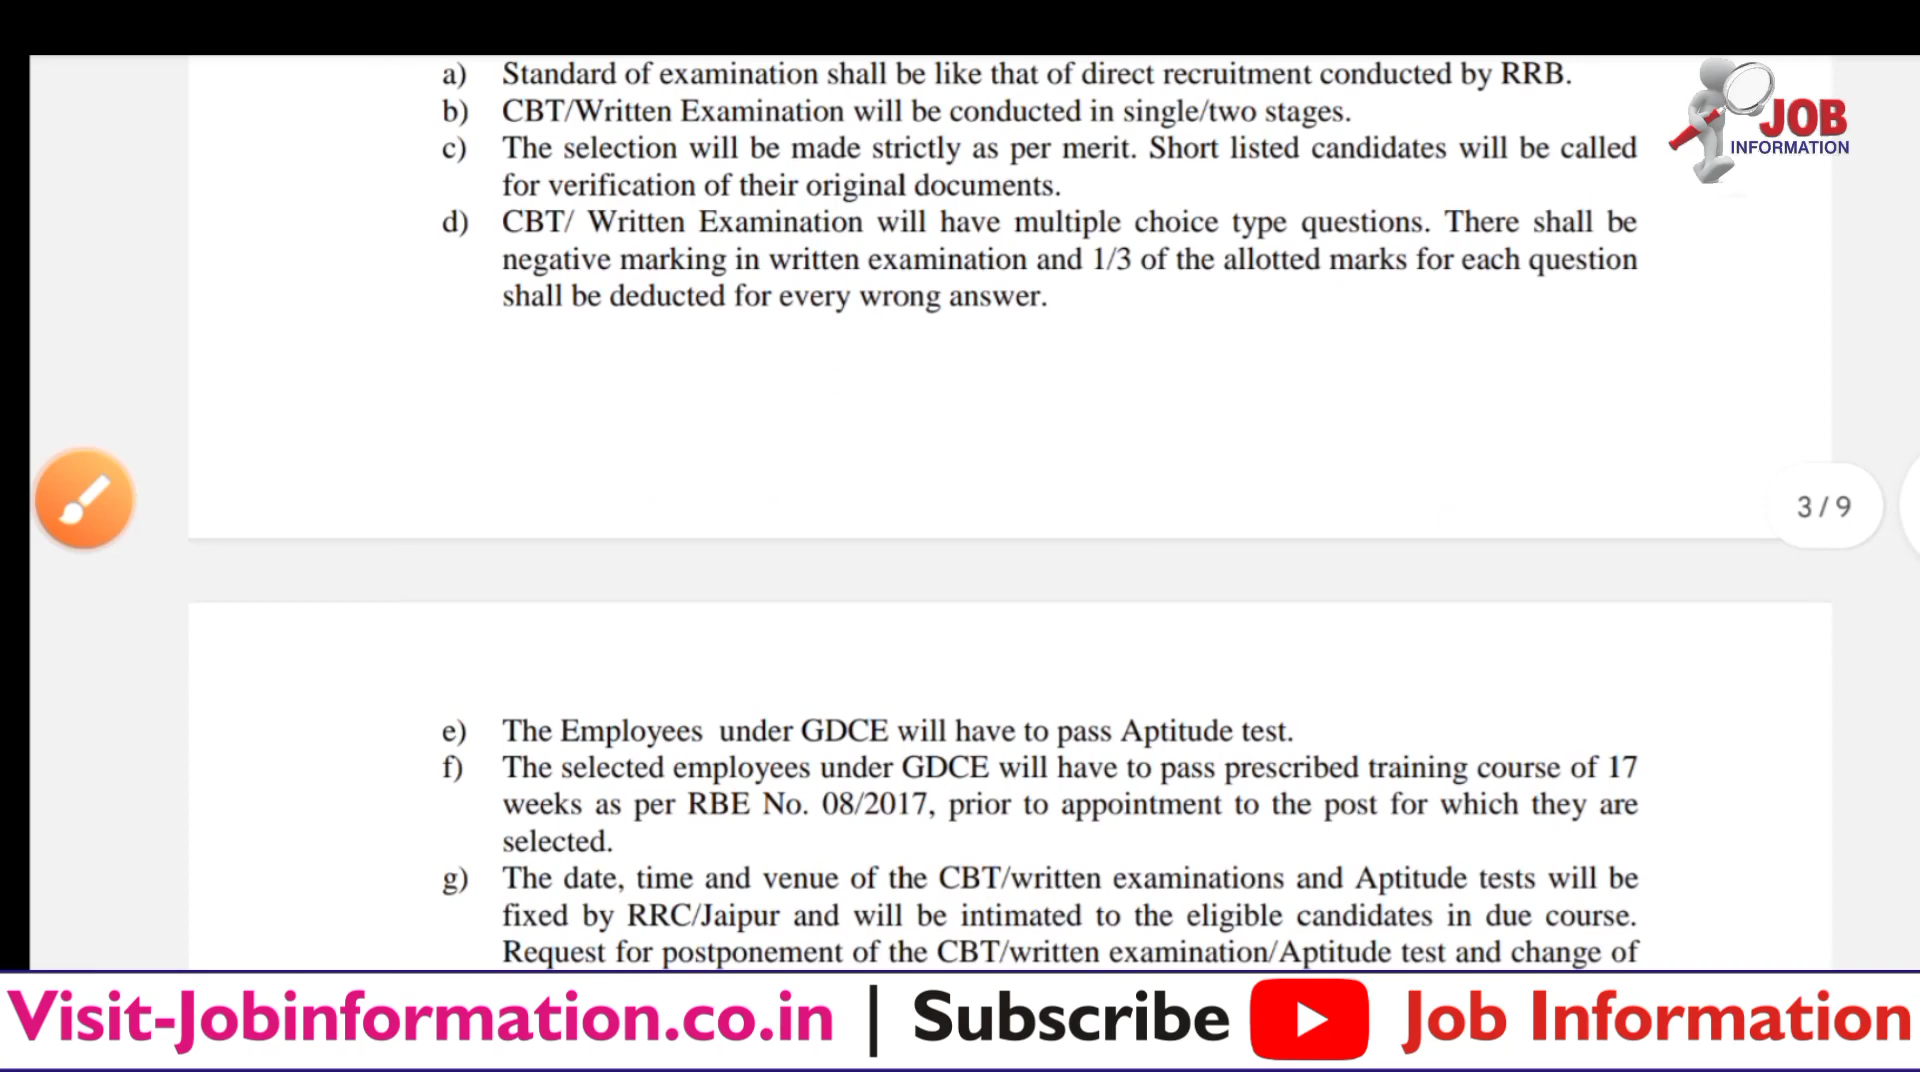 a) Standard of examination shall be like that of direct recruitment conducted by RRB.
b) CBT/Written Examination will be conducted in single/two stages.
c) The selection will be made strictly as per merit. Short listed candidates will be called
for verification of their original documents.
d) CBT/ Written Examination will have multiple choice type questions. There shall be
negative marking in written examination and 1/3 of the allotted marks for each question
shall be deducted for every wrong answer.
JOB
INFORMATION
3 / 9
e) The Employees under GDCE will have to pass Aptitude test.
f) The selected employees under GDCE will have to pass prescribed training course of 17
weeks as per RBE No. 08/2017, prior to appointment to the post for which they are
selected.
g) The date, time and venue of the CBT/written examinations and Aptitude tests will be
fixed by RRC/Jaipur and will be intimated to the eligible candidates in due course.
Request for postponement of the CBT/written examination/Aptitude test and change of
Visit-Jobinformation.co.in | Subscribe Job Information